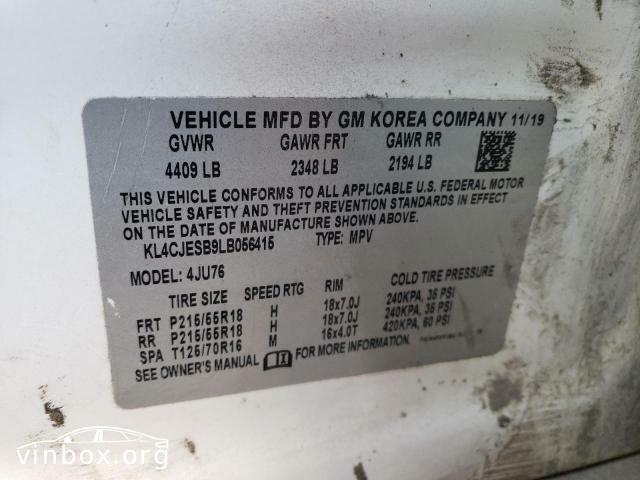 VEHICLE MFD BY GM KOREA COMPANY 11/19
GVWR GAWR FRT GAWR RR
4409 LB 2348 LB 2194 LB
THIS VEHICLE CONFORMS TO ALL APPLICABLE U.S. FEDERAL MOTOR
VEHICLE SAFETY AND THEFT PREVENTION STANDARDS IN EFFECT
ON THE DATE OF MANUFACTURE SHOWN ABOVE.
KL4CJESB9LB056415 TYPE: MPV
MODEL: 4JU76
TIRE SIZE SPEED RTG RIM COLD TIRE PRESSURE
FRT P215/55R18 H 18x7.0J 240KPA, 35 PSI
RR P215/55R18 H 18x7.0J 240KPA, 35 PSI
SPA T125/70R16 M 16x4.0T 420KPA, 60 PSI
SEE OWNER'S MANUAL FOR MORE INFORMATION.
vinbox.org